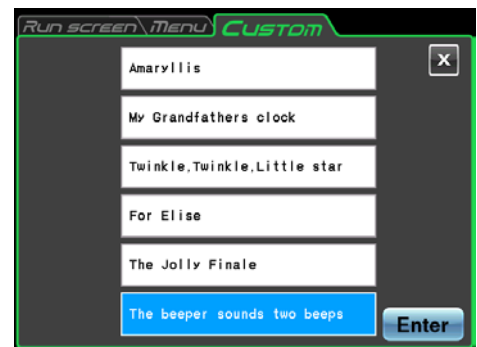 Run screen Menu Custom
X
Amaryllis
My Grandfathers clock
Twinkle,Twinkle,Little star
For Elise
The Jolly Finale
The beeper sounds two beeps
Enter